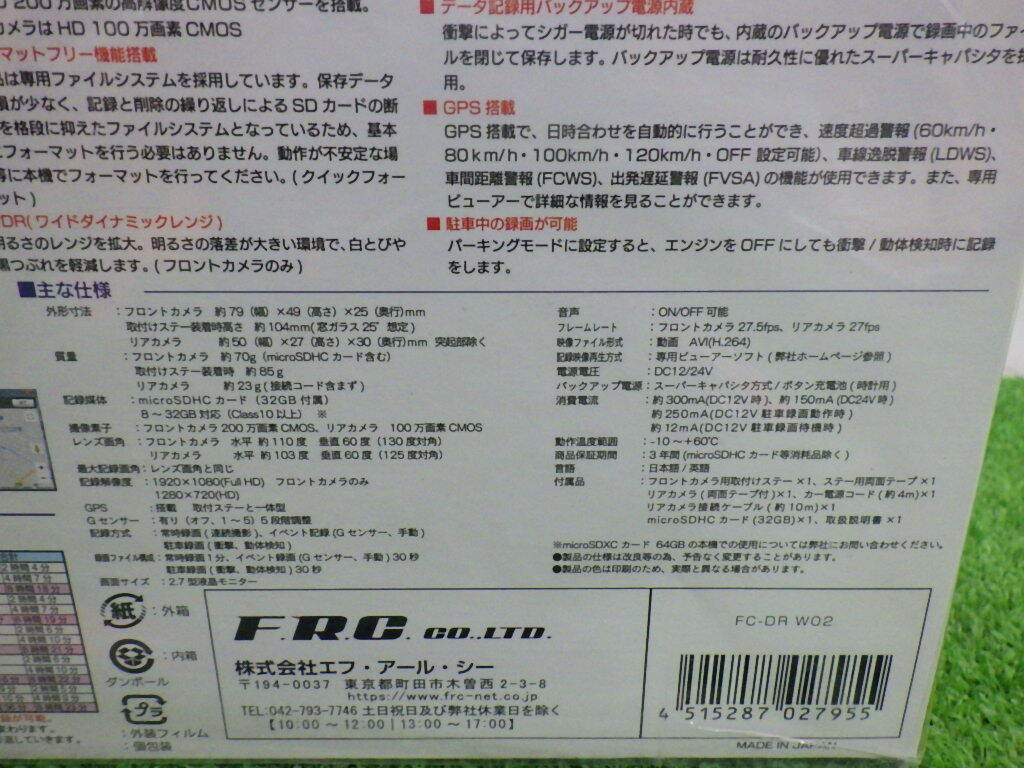 200万画素の高解像度CMOSセンサーを搭載。
カメラはHD 100万画素CMOS
マットフリー機能搭載
品は専用ファイルシステムを採用しています。保存データ
損が少なく、記録と削除の繰り返しによるSDカードの断
を格段に抑えたファイルシステムとなっているため、基本
フォーマットを行う必要はありません。動作が不安定な場
に本機でフォーマットを行ってください。(クイックフォー
ット)
DR(ワイドダイナミックレンジ)
明るさのレンジを拡大。明るさの落差が大きい環境で、白とびや
黒つぶれを軽減します。(フロントカメラのみ)
■データ記録用バックアップ電源内蔵
衝撃によってシガー電源が切れた時でも、内蔵のバックアップ電源で録画中のファイ
ルを閉じて保存します。バックアップ電源は耐久性に優れたスーパーキャパシタを採
用。
■GPS搭載
GPS搭載で、日時合わせを自動的に行うことができ、速度超過警報(60km/h・
80km/h・100km/h・120km/h・OFF 設定可能)、車線逸脱警報(LDWS)、
車間距離警報(FCWS)、出発遅延警報(FVSA)の機能が使用できます。また、専用
ビューアーで詳細な情報を見ることができます。
■駐車中の録画が可能
パーキングモードに設定すると、エンジンをOFFにしても衝撃/動体検知時に記録
をします。
■主な仕様
外形寸法 :フロントカメラ 約79(幅)×49(高さ)×25(奥行)mm
取付けステー装着時高さ 約104mm(窓ガラス25°想定)
リアカメラ 約50(幅)×27(高さ)×30(奥行)mm 突起部除く
質量 :フロントカメラ 約70g(microSDHCカード含む)
取付けステー装着時 約85g
リアカメラ 約23g(接続コード含まず)
記録媒体 :microSDHCカード(32GB付属)
8~32GB対応(Class10以上) ※
撮像素子 :フロントカメラ200万画素CMOS、リアカメラ 100万画素CMOS
レンズ画角 :フロントカメラ 水平 約110度 垂直60度(130度対角)
リアカメラ 水平 約103度 垂直60度(125度対角)
最大記録画角:レンズ画角と同じ
記録解像度 :1920×1080(Full HD) フロントカメラのみ
1280×720(HD)
GPS :搭載 取付ステーと一体型
Gセンサー :有り(オフ、1~5)5段階調整
記録方式 :常時録画(連続撮影)、イベント記録(Gセンサー、手動)
駐車録画(衝撃、動体検知)
録画ファイル構成:常時録画1分、イベント録画(Gセンサー、手動)30秒
駐車録画(衝撃、動体検知)30秒
画面サイズ :2.7型液晶モニター
音声 :ON/OFF可能
フレームレート :フロントカメラ27.5fps、リアカメラ27fps
映像ファイル形式 :動画 AVI(H.264)
記録映像再生方式 :専用ビューアーソフト(弊社ホームページ参照)
電源電圧 :DC12/24V
バックアップ電源:スーパーキャパシタ方式/ボタン充電池(時計用)
消費電流 :約300mA(DC12V時)、約150mA(DC24V時)
約250mA(DC12V駐車録画動作時)
約12mA(DC12V駐車録画待機時)
動作温度範囲 :-10~+60℃
商品保証期間 :3年間(microSDHCカード等消耗品除く)
言語 :日本語/英語
付属品 :フロントカメラ用取付けステー×1、ステー用両面テープ×1
リアカメラ(両面テープ付)×1、カー電源コード(約4m)×1
リアカメラ接続ケーブル(約10m)×1
microSDHCカード(32GB)×1、取扱説明書×1
※microSDXCカード 64GBの本機での使用については弊社にお問い合わせください。
●製品の仕様は改良等の為、予告なく変更することがあります。
●製品の色は印刷のため、実際と異なる場合があります。
紙 :外箱
:内箱
ダンボール
プラ
:外装フィルム
:個包装
F.R.C. CO.,LTD.
株式会社エフ・アール・シー
〒194-0037 東京都町田市木曽西2-3-8
https://www.frc-net.co.jp
TEL:042-793-7746 土日祝日及び弊社休業日を除く
[10:00~12:00|13:00~17:00]
FC-DR W02
4 515287 027955
MADE IN JAPAN